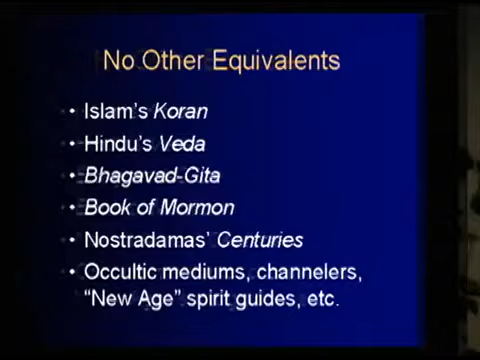 No Other Equivalents
• Islam's Koran
• Hindu's Veda
• Bhagavad-Gita
• Book of Mormon
• Nostradamas' Centuries
• Occultic mediums, channelers,
"New Age" spirit guides, etc.